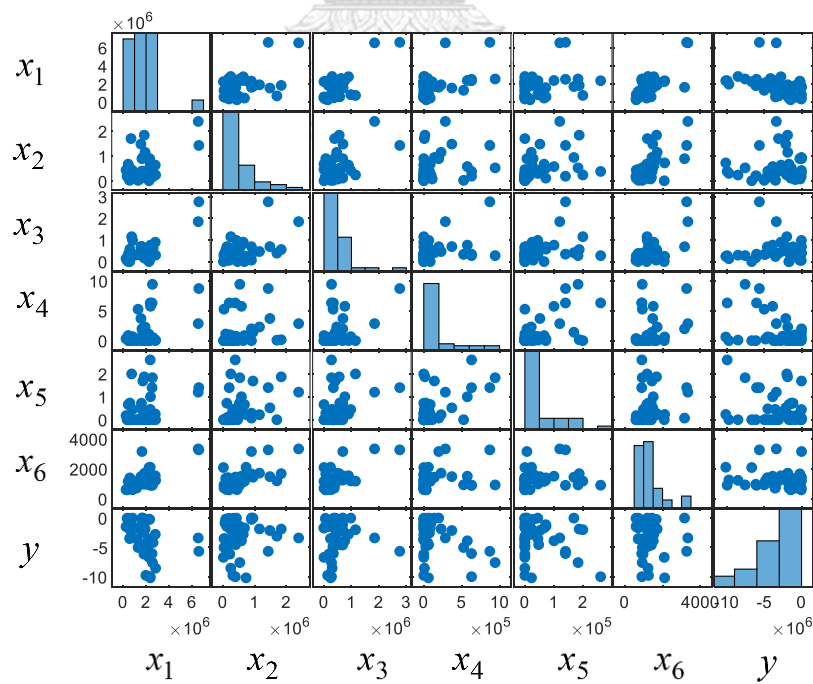 ×10⁶
x₁ 6 4 2 0
x₂ 2 1 0
x₃ 3 2 1 0
x₄ 10 5 0
x₅ 2 1 0
x₆ 4000 2000 0
y 0 -5 -10
0 2 4 6 0 1 2 0 1 2 3 0 5 10 0 1 2 0 4000 -10 -5 0
×10⁶ ×10⁶ ×10⁶ ×10⁵ ×10⁵ ×10⁶
x₁ x₂ x₃ x₄ x₅ x₆ y